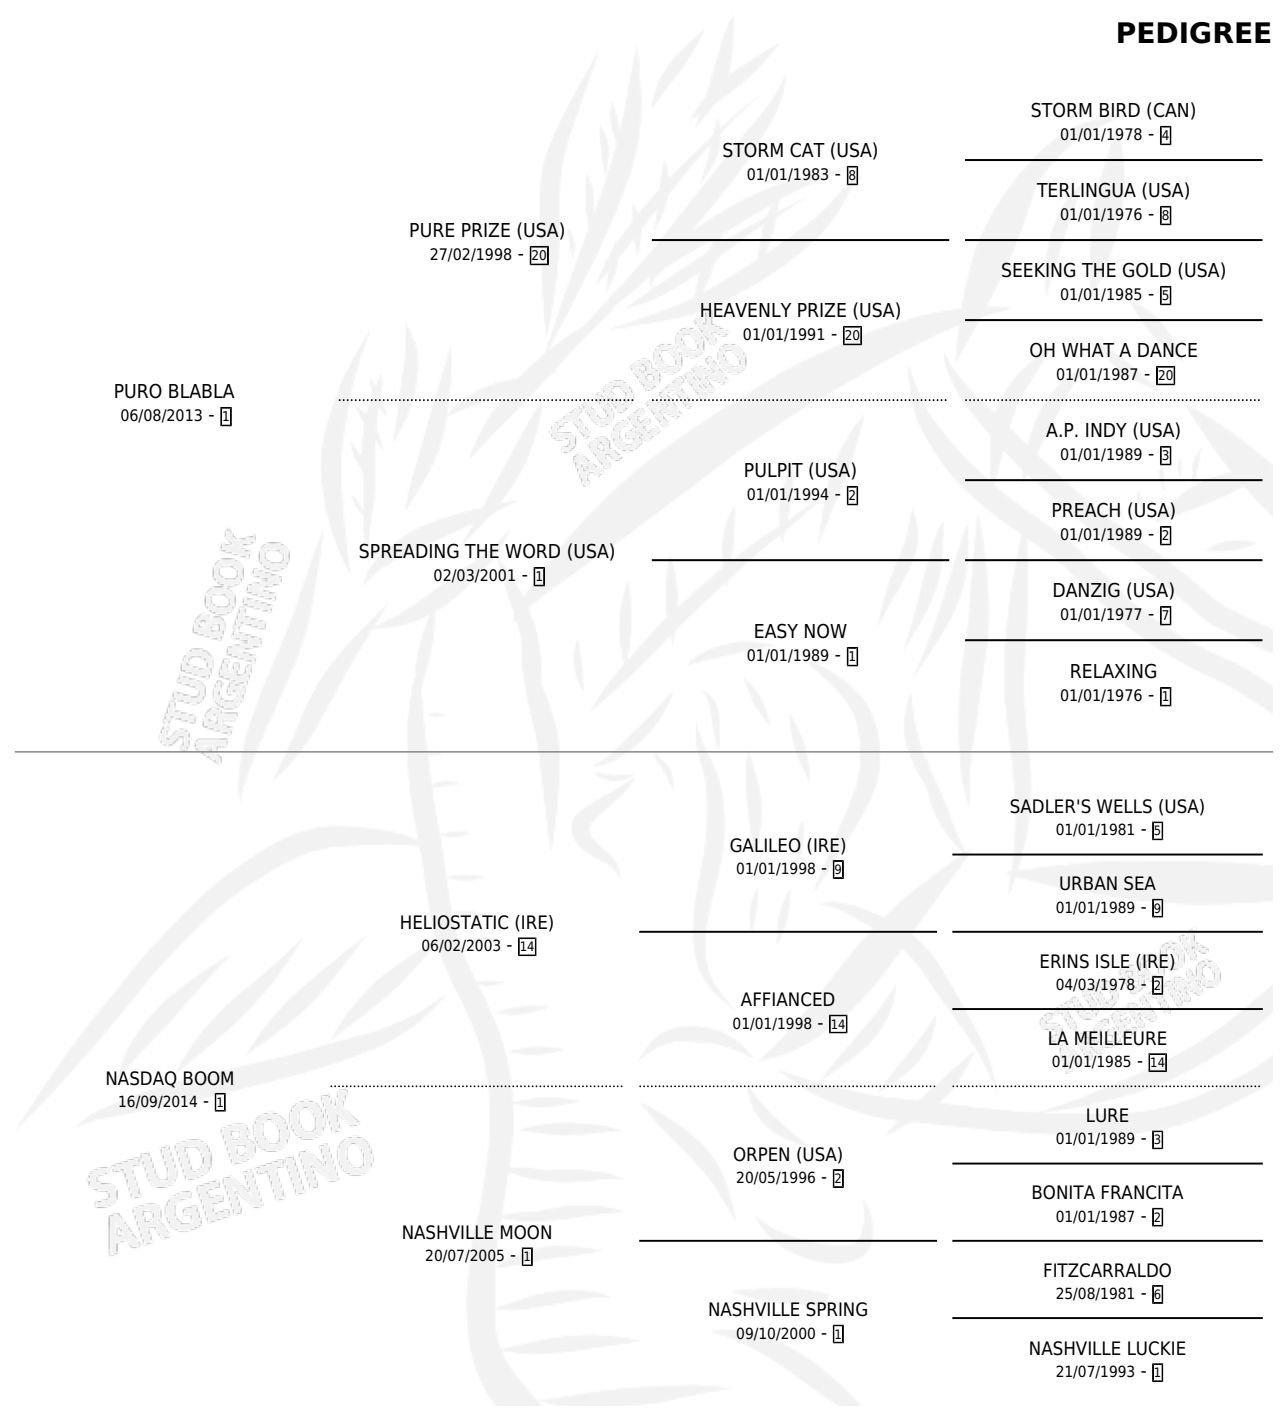 PEDIGREE
STORM BIRD (CAN)
01/01/1978 - 4
STORM CAT (USA)
01/01/1983 - 8
TERLINGUA (USA)
01/01/1976 - 8
PURE PRIZE (USA)
27/02/1998 - 20
SEEKING THE GOLD (USA)
01/01/1985 - 5
HEAVENLY PRIZE (USA)
01/01/1991 - 20
OH WHAT A DANCE
01/01/1987 - 20
PURO BLABLA
06/08/2013 - 1
STUD BOOK
ARGENTINO
A.P. INDY (USA)
01/01/1989 - 3
PULPIT (USA)
01/01/1994 - 2
PREACH (USA)
01/01/1989 - 2
SPREADING THE WORD (USA)
02/03/2001 - 1
DANZIG (USA)
01/01/1977 - 7
EASY NOW
01/01/1989 - 1
RELAXING
01/01/1976 - 1
STUD BOOK
ARGENTINO
SADLER'S WELLS (USA)
01/01/1981 - 5
GALILEO (IRE)
01/01/1998 - 9
URBAN SEA
01/01/1989 - 9
HELIOSTATIC (IRE)
06/02/2003 - 14
ERINS ISLE (IRE)
04/03/1978 - 2
AFFIANCED
01/01/1998 - 14
STUD BOOK
ARGENTINO
LA MEILLEURE
01/01/1985 - 14
NASDAQ BOOM
16/09/2014 - 1
STUD BOOK
ARGENTINO
LURE
01/01/1989 - 3
ORPEN (USA)
20/05/1996 - 2
BONITA FRANCITA
01/01/1987 - 2
NASHVILLE MOON
20/07/2005 - 1
FITZCARRALDO
25/08/1981 - 6
NASHVILLE SPRING
09/10/2000 - 1
NASHVILLE LUCKIE
21/07/1993 - 1